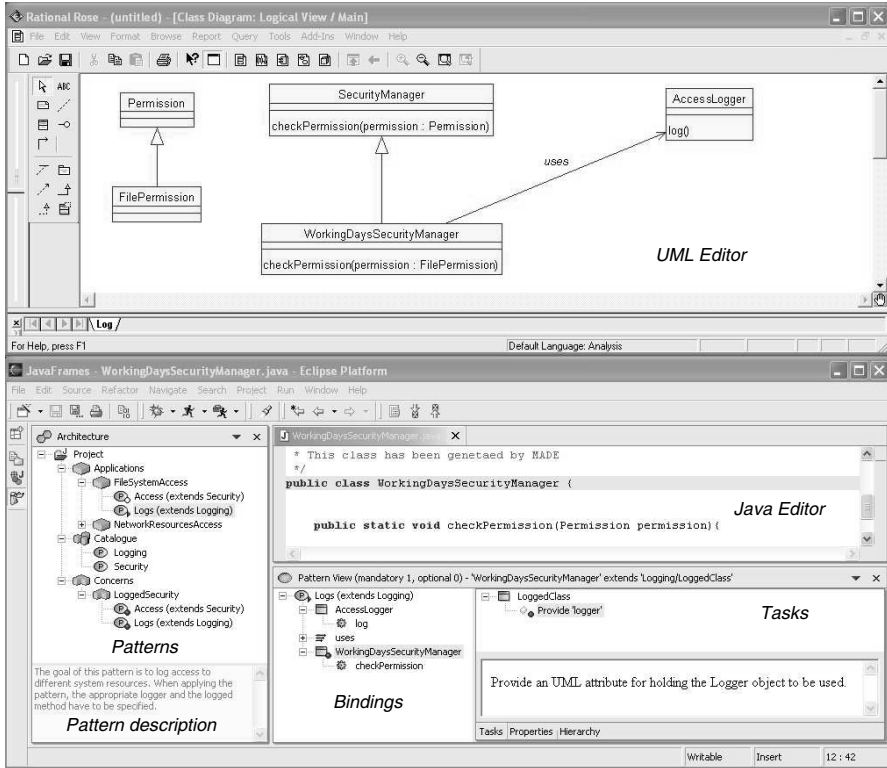 Rational Rose - (untitled) - [Class Diagram: Logical View / Main]
File Edit View Format Browse Report Query Tools Add-Ins Window Help
ABC
Permission
FilePermission
SecurityManager
checkPermission(permission : Permission)
AccessLogger
log()
uses
WorkingDaysSecurityManager
checkPermission(permission : FilePermission)
UML Editor
Log
For Help, press F1
Default Language: Analysis
JavaFrames - WorkingDaysSecurityManager.java - Eclipse Platform
File Edit Source Refactor Navigate Search Project Run Window Help
Architecture
Project
Applications
FileSystemAccess
Access (extends Security)
Logs (extends Logging)
NetworkResourcesAccess
Catalogue
Logging
Security
Concerns
LoggedSecurity
Access (extends Security)
Logs (extends Logging)
Patterns
The goal of this pattern is to log access to
different system resources. When applying the
pattern, the appropriate logger and the logged
method have to be specified.
Pattern description
WorkingDaysSecurityManager.java
* This class has been genetaed by MADE
*/
public class WorkingDaysSecurityManager {
public static void checkPermission(Permission permission){
Java Editor
Pattern View (mandatory 1, optional 0) - 'WorkingDaysSecurityManager' extends 'Logging/LoggedClass'
Logs (extends Logging)
AccessLogger
log
uses
WorkingDaysSecurityManager
checkPermission
Bindings
LoggedClass
Provide 'logger'
Tasks
Provide an UML attribute for holding the Logger object to be used.
Tasks Properties Hierarchy
Writable Insert 12 : 42